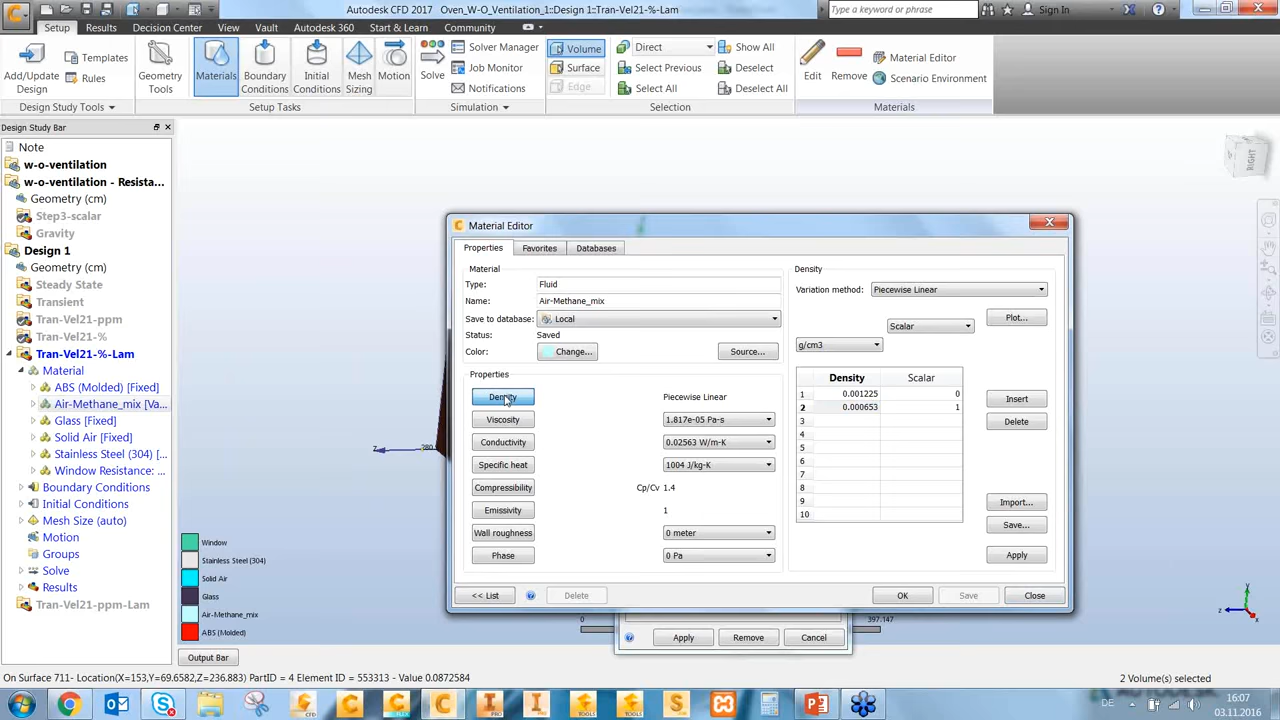 Autodesk CFD 2017 Oven_W-O_Ventilation_1::Design 1::Tran-Vel21-%-Lam
Type a keyword or phrase
Sign In
Setup Results Decision Center View Vault Autodesk 360 Start & Learn Community
Add/Update Design
Templates
Rules
Geometry Tools
Materials
Boundary Conditions
Initial Conditions
Mesh Sizing
Motion
Solve
Solver Manager
Job Monitor
Notifications
Volume
Surface
Edge
Direct
Select Previous
Select All
Show All
Deselect
Deselect All
Edit
Remove
Material Editor
Scenario Environment
Design Study Tools
Setup Tasks
Simulation
Selection
Materials
Design Study Bar
Note
w-o-ventilation
w-o-ventilation - Resista...
Geometry (cm)
Step3-scalar
Gravity
Design 1
Geometry (cm)
Steady State
Transient
Tran-Vel21-ppm
Tran-Vel21-%
Tran-Vel21-%-Lam
Material
ABS (Molded) [Fixed]
Air-Methane_mix [Va...
Glass [Fixed]
Solid Air [Fixed]
Stainless Steel (304) [...
Window Resistance: ...
Boundary Conditions
Initial Conditions
Mesh Size (auto)
Motion
Groups
Solve
Results
Tran-Vel21-ppm-Lam
RIGHT
Z
Window
Stainless Steel (304)
Solid Air
Glass
Air-Methane_mix
ABS (Molded)
Material Editor
Properties Favorites Databases
Material
Type: Fluid
Name: Air-Methane_mix
Save to database: Local
Status: Saved
Color: Change... Source...
Properties
Density Piecewise Linear
Viscosity 1.817e-05 Pa-s
Conductivity 0.02563 W/m-K
Specific heat 1004 J/kg-K
Compressibility Cp/Cv 1.4
Emissivity 1
Wall roughness 0 meter
Phase 0 Pa
Density
Variation method: Piecewise Linear
Plot...
Scalar
g/cm3
Density Scalar
1 0.001225 0
2 0.000653 1
3
4
5
6
7
8
9
10
Insert
Delete
Import...
Save...
Apply
<< List Delete OK Save Close
0 397.147
Apply Remove Cancel
Y
Z
X
Output Bar
On Surface 711- Location(X=153,Y=69.6582,Z=236.883) PartID = 4 Element ID = 553313 - Value 0.0872584
2 Volume(s) selected
DE
16:07
03.11.2016